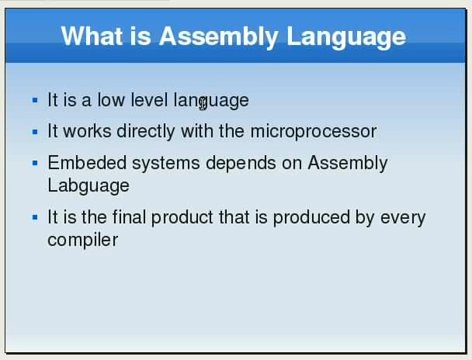 What is Assembly Language
It is a low level language
It works directly with the microprocessor
Embeded systems depends on Assembly
Labguage
It is the final product that is produced by every
compiler